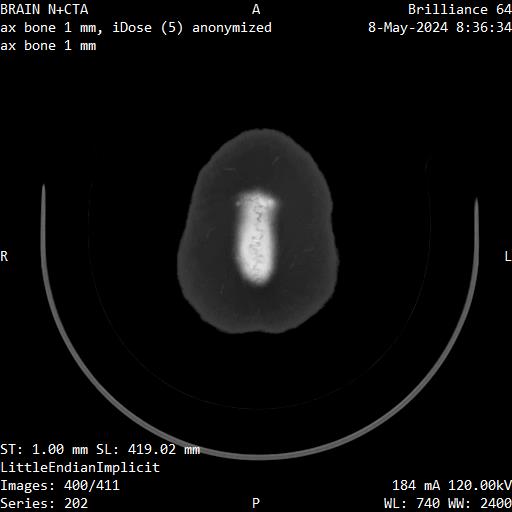 BRAIN N+CTA
A
Brilliance 64
ax bone 1 mm, iDose (5) anonymized
8-May-2024 8:36:34
ax bone 1 mm
R
L
ST: 1.00 mm SL: 419.02 mm
LittleEndianImplicit
Images: 400/411
184 mA 120.00kV
Series: 202
P
WL: 740 WW: 2400